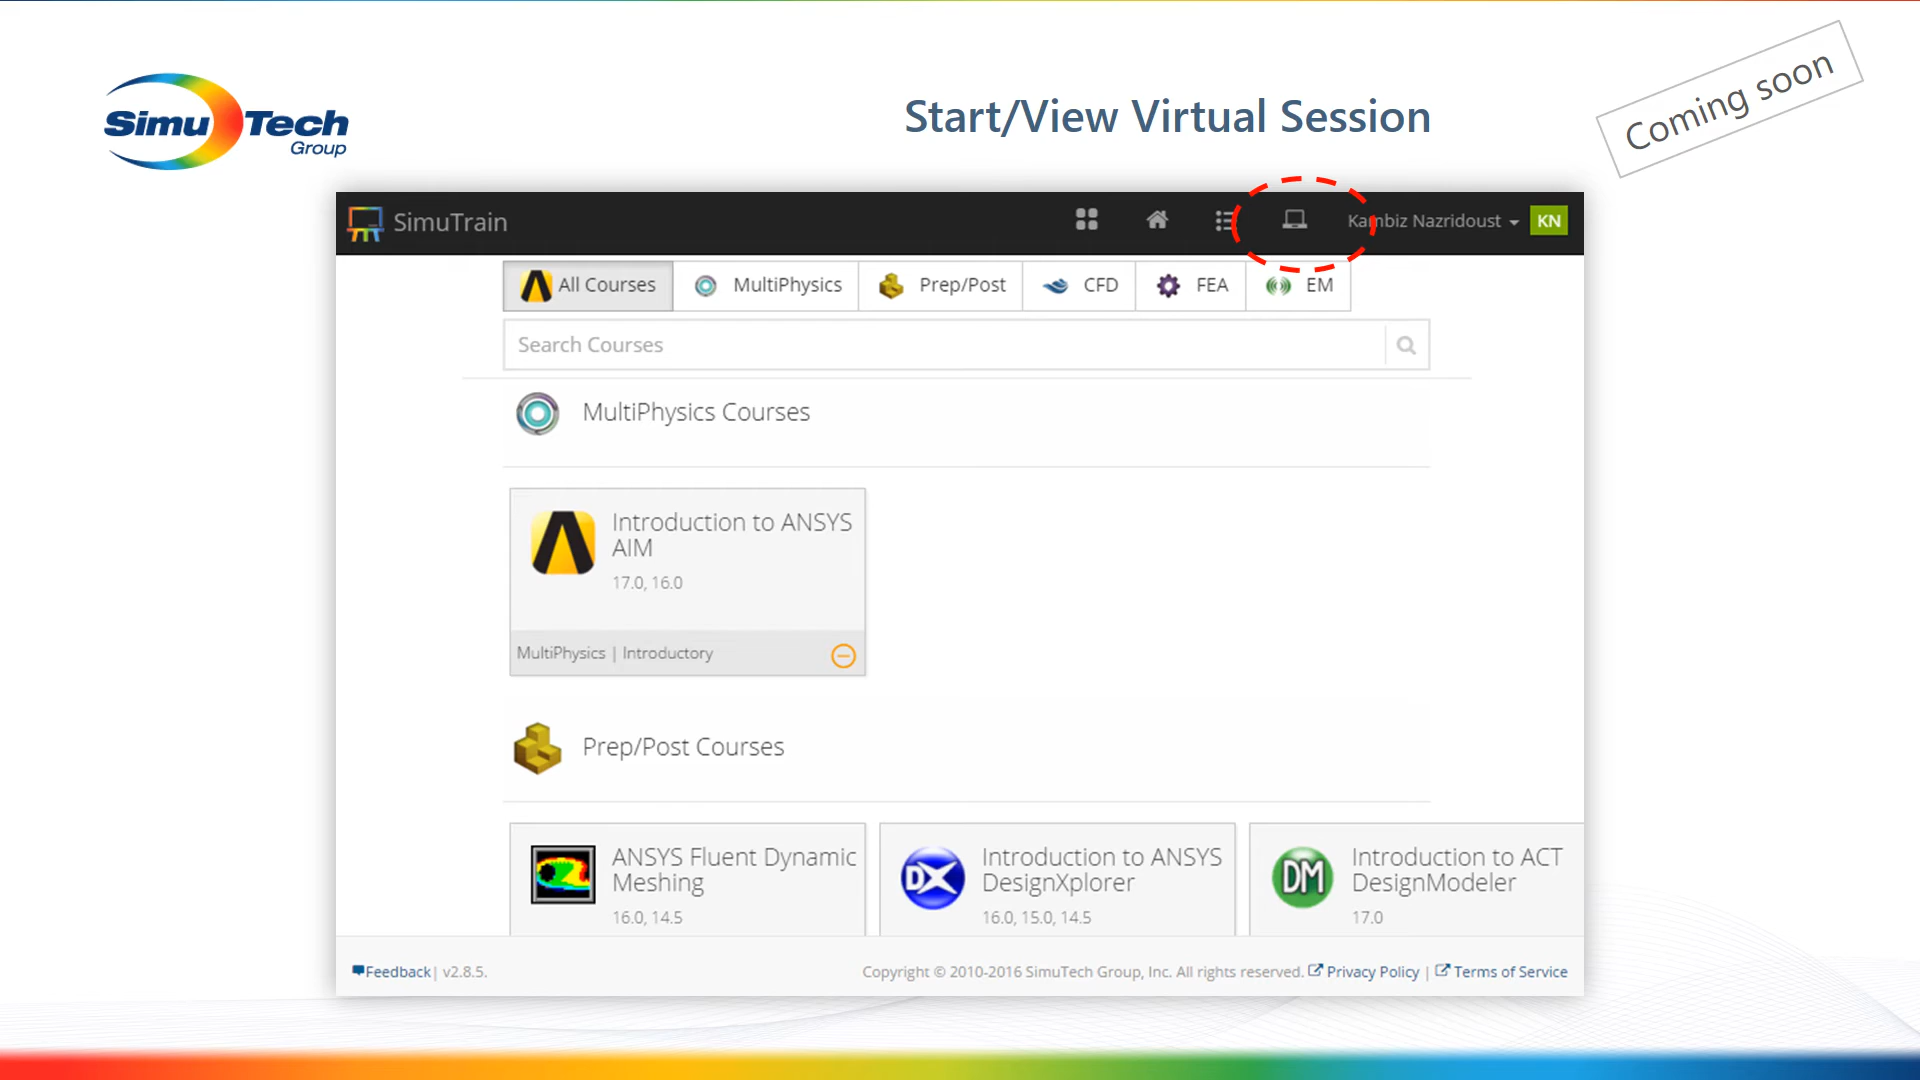 Simu Tech
Group
Start/View Virtual Session
Coming soon
SimuTrain
Kambiz Nazridoust
KN
All Courses
MultiPhysics
Prep/Post
CFD
FEA
EM
Search Courses
MultiPhysics Courses
Introduction to ANSYS
AIM
17.0, 16.0
MultiPhysics | Introductory
Prep/Post Courses
ANSYS Fluent Dynamic
Meshing
16.0, 14.5
DX
Introduction to ANSYS
DesignXplorer
16.0, 15.0, 14.5
DM
Introduction to ACT
DesignModeler
17.0
Feedback | v2.8.5.
Copyright © 2010-2016 SimuTech Group, Inc. All rights reserved. Privacy Policy | Terms of Service